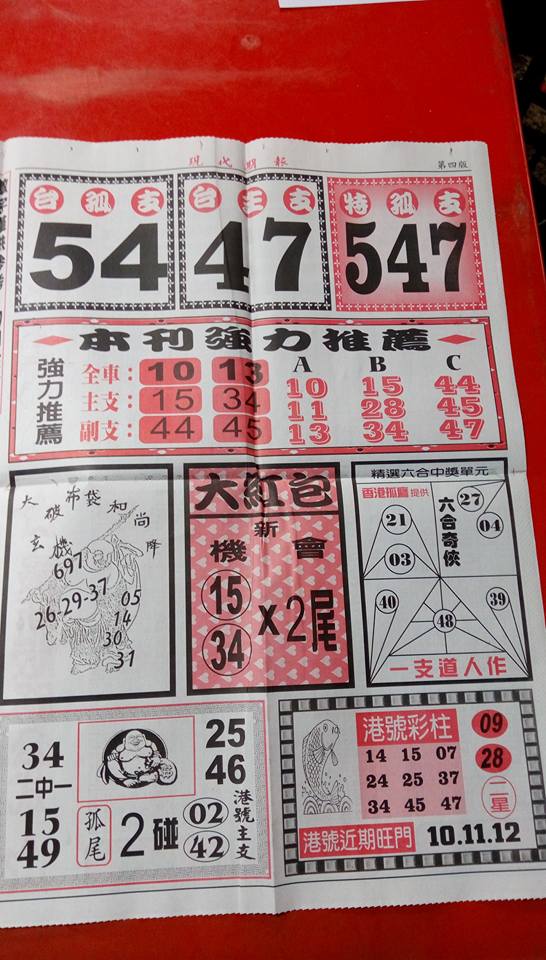 現代期報
第四版
台孤支
54
台主支
47
特孤支
547
本刊強力推薦
強力推薦
全車：10 13
主支：15 34
副支：44 45
A B C
10 15 44
11 28 45
13 34 47
大破布袋和尚
玄機降
697
26-29-37
05
14
30
31
大紅包
新
機會
15
34
×2尾
精選六合中獎單元
香港孤鷹提供
六合奇俠
27
04
21
03
40
39
48
一支道人作
34
二中一
15
49
孤尾
2碰
25
46
港號主支
02
42
港號彩柱
14 15 07
24 25 37
34 45 47
09
28
二星
港號近期旺門
10.11.12